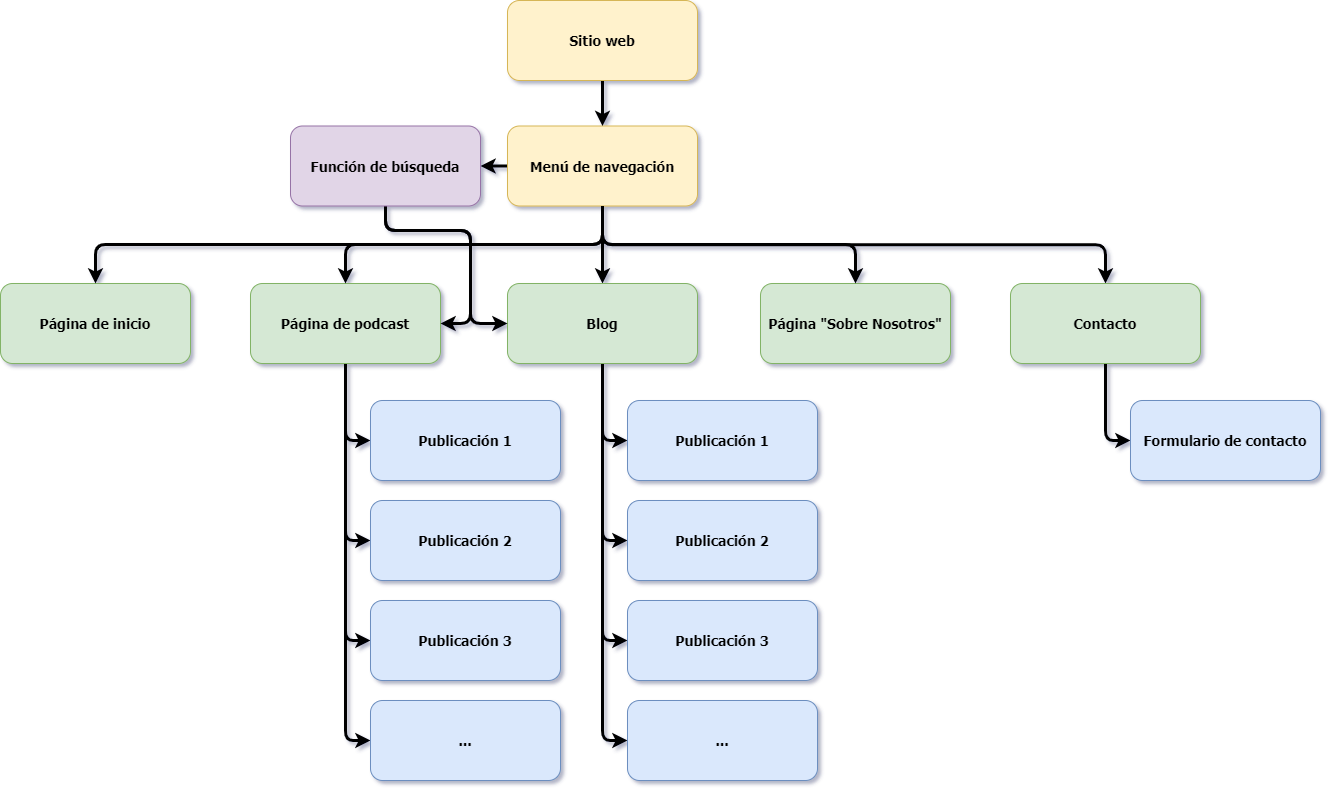 Sitio web
Función de búsqueda
Menú de navegación
Página de inicio
Página de podcast
Blog
Página "Sobre Nosotros"
Contacto
Publicación 1
Publicación 1
Formulario de contacto
Publicación 2
Publicación 2
Publicación 3
Publicación 3
...
...